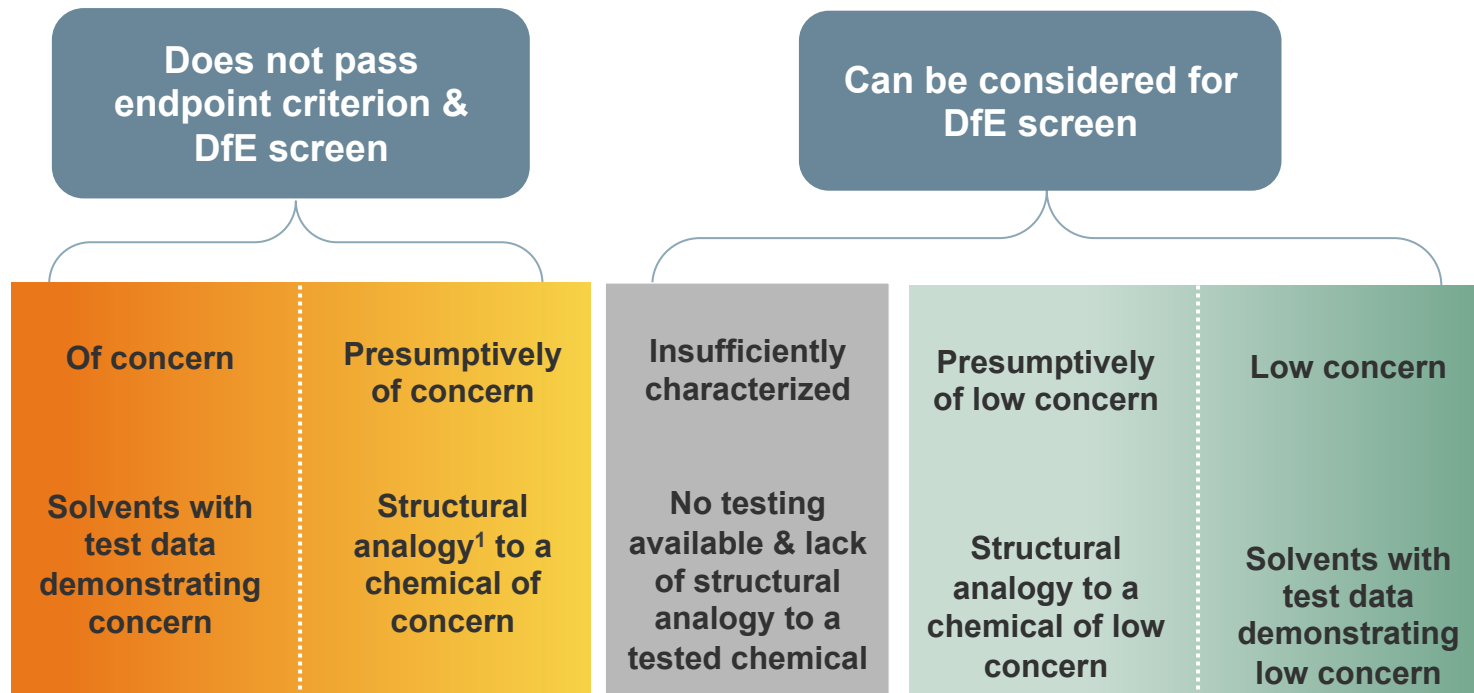 Does not pass
endpoint criterion &
DfE screen
Can be considered for
DfE screen
Of concern
Solvents with
test data
demonstrating
concern
Presumptively
of concern
Structural
analogy¹ to a
chemical of
concern
Insufficiently
characterized
No testing
available & lack
of structural
analogy to a
tested chemical
Presumptively
of low concern
Structural
analogy to a
chemical of low
concern
Low concern
Solvents with
test data
demonstrating
low concern